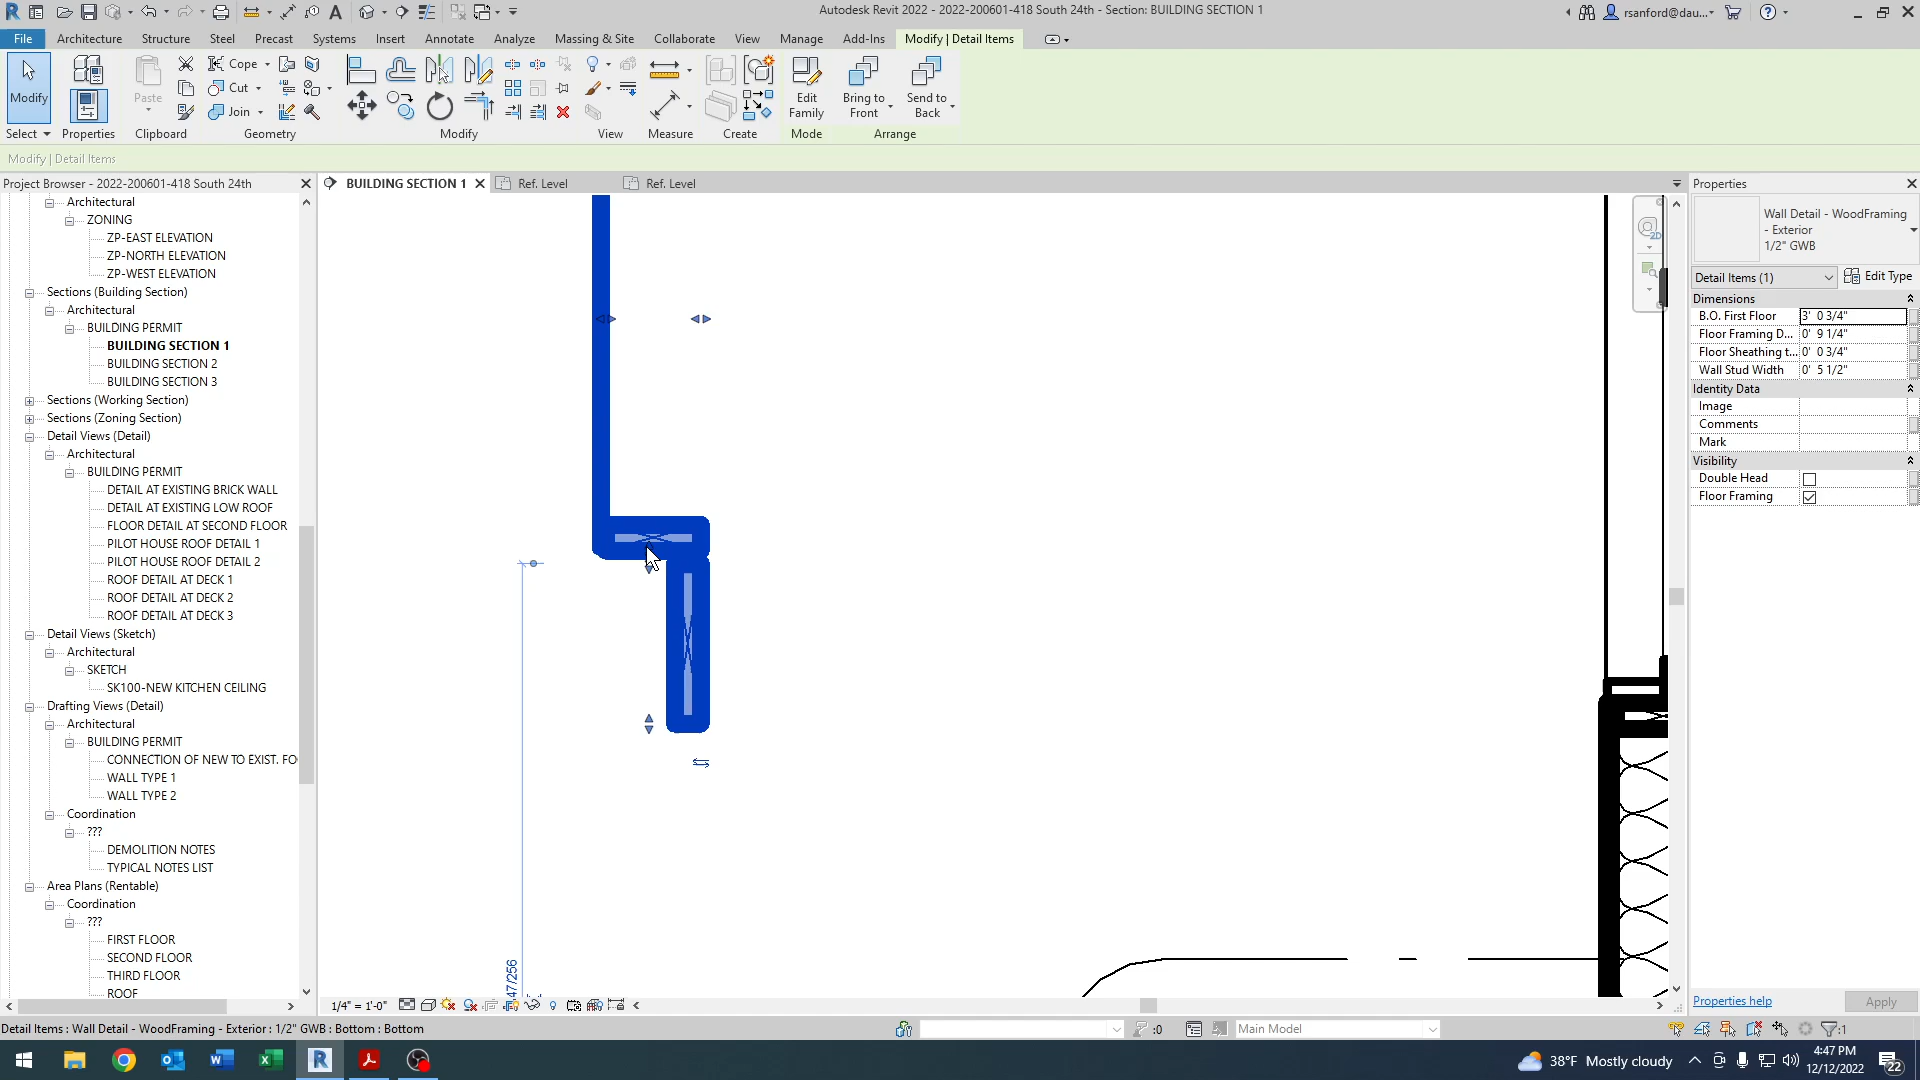 Autodesk Revit 2022 - 2022-200601-418 South 24th - Section: BUILDING SECTION 1
rsanford@dau...
File Architecture Structure Steel Precast Systems Insert Annotate Analyze Massing & Site Collaborate View Manage Add-Ins Modify | Detail Items
Modify
Paste
Cope
Cut
Join
Edit Family
Bring to Front
Send to Back
Select Properties Clipboard Geometry Modify View Measure Create Mode Arrange
Modify | Detail Items
Project Browser - 2022-200601-418 South 24th
Architectural
ZONING
ZP-EAST ELEVATION
ZP-NORTH ELEVATION
ZP-WEST ELEVATION
Sections (Building Section)
Architectural
BUILDING PERMIT
BUILDING SECTION 1
BUILDING SECTION 2
BUILDING SECTION 3
Sections (Working Section)
Sections (Zoning Section)
Detail Views (Detail)
Architectural
BUILDING PERMIT
DETAIL AT EXISTING BRICK WALL
DETAIL AT EXISTING LOW ROOF
FLOOR DETAIL AT SECOND FLOOR
PILOT HOUSE ROOF DETAIL 1
PILOT HOUSE ROOF DETAIL 2
ROOF DETAIL AT DECK 1
ROOF DETAIL AT DECK 2
ROOF DETAIL AT DECK 3
Detail Views (Sketch)
Architectural
SKETCH
SK100-NEW KITCHEN CEILING
Drafting Views (Detail)
Architectural
BUILDING PERMIT
CONNECTION OF NEW TO EXIST. FO
WALL TYPE 1
WALL TYPE 2
Coordination
???
DEMOLITION NOTES
TYPICAL NOTES LIST
Area Plans (Rentable)
Coordination
???
FIRST FLOOR
SECOND FLOOR
THIRD FLOOR
ROOF
BUILDING SECTION 1
Ref. Level
Ref. Level
2D
47/256
1/4" = 1'-0"
Properties
Wall Detail - WoodFraming
- Exterior
1/2" GWB
Detail Items (1)
Edit Type
Dimensions
B.O. First Floor 3' 0 3/4"
Floor Framing D... 0' 9 1/4"
Floor Sheathing t... 0' 0 3/4"
Wall Stud Width 0' 5 1/2"
Identity Data
Image
Comments
Mark
Visibility
Double Head
Floor Framing
Properties help
Apply
Detail Items : Wall Detail - WoodFraming - Exterior : 1/2" GWB : Bottom : Bottom
:0
Main Model
:1
38°F Mostly cloudy
4:47 PM
12/12/2022
22